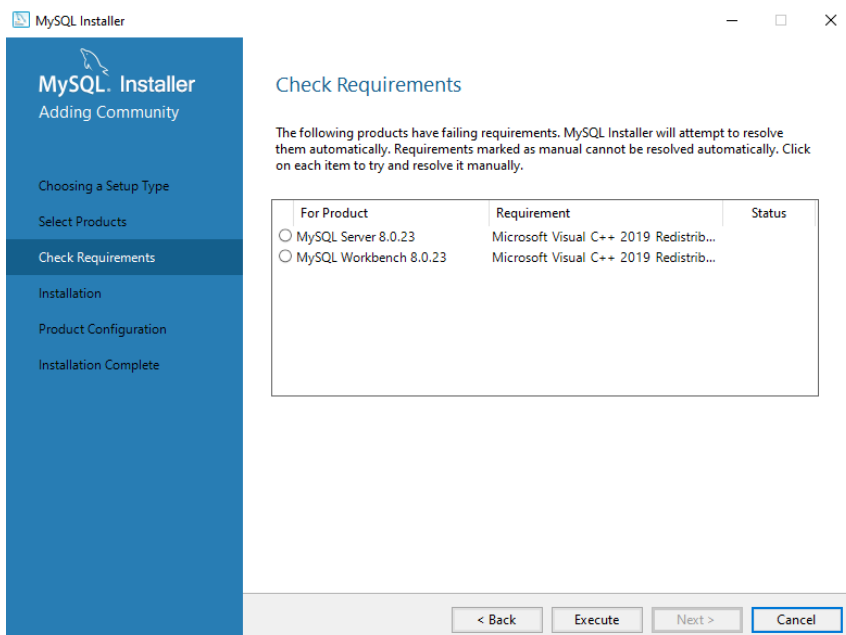 MySQL Installer
MySQL. Installer
Adding Community
Choosing a Setup Type
Select Products
Check Requirements
Installation
Product Configuration
Installation Complete
Check Requirements
The following products have failing requirements. MySQL Installer will attempt to resolve
them automatically. Requirements marked as manual cannot be resolved automatically. Click
on each item to try and resolve it manually.
For Product Requirement Status
MySQL Server 8.0.23 Microsoft Visual C++ 2019 Redistrib...
MySQL Workbench 8.0.23 Microsoft Visual C++ 2019 Redistrib...
< Back Execute Next > Cancel